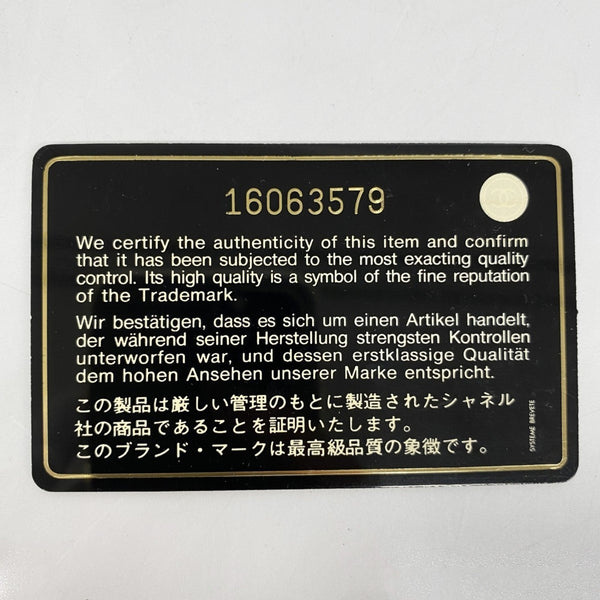 16063579
We certify the authenticity of this item and confirm
that it has been subjected to the most exacting quality
control. Its high quality is a symbol of the fine reputation
of the Trademark.
Wir bestätigen, dass es sich um einen Artikel handelt,
der während seiner Herstellung strengsten Kontrollen
unterworfen war, und dessen erstklassige Qualität
dem hohen Ansehen unserer Marke entspricht.
この製品は厳しい管理のもとに製造されたシャネル
社の商品であることを証明いたします。
このブランド・マークは最高級品質の象徴です。
SYSTEME BREVETE